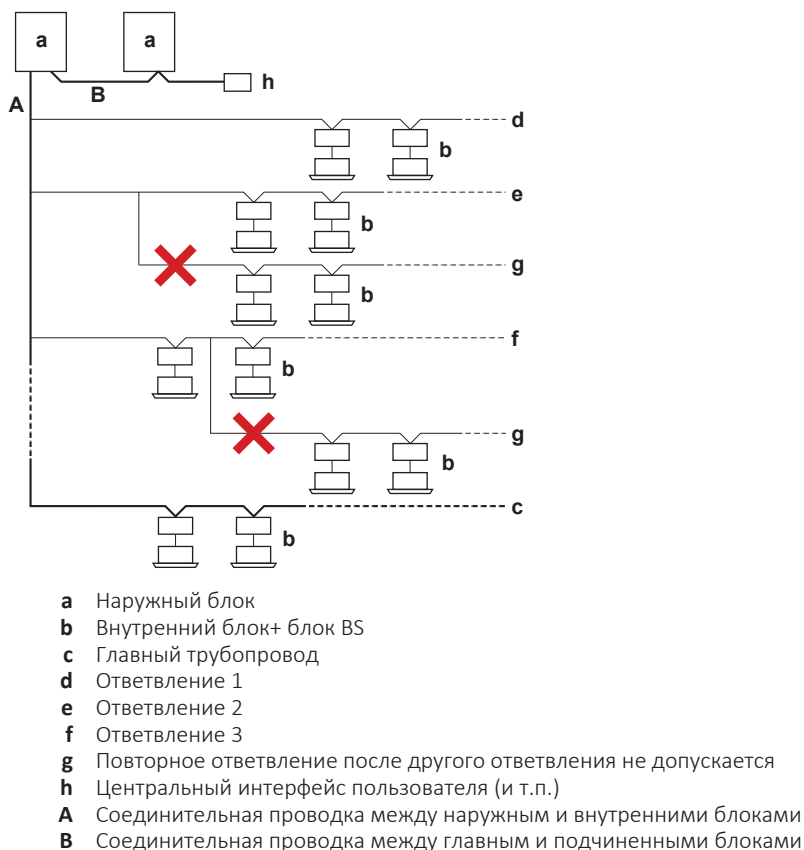 a a
h
B
A
d
b
e
b
g
b
f
b
g
b
c
b
a Наружный блок
b Внутренний блок+ блок BS
c Главный трубопровод
d Ответвление 1
e Ответвление 2
f Ответвление 3
g Повторное ответвление после другого ответвления не допускается
h Центральный интерфейс пользователя (и т.п.)
A Соединительная проводка между наружным и внутренними блоками
B Соединительная проводка между главным и подчиненными блоками